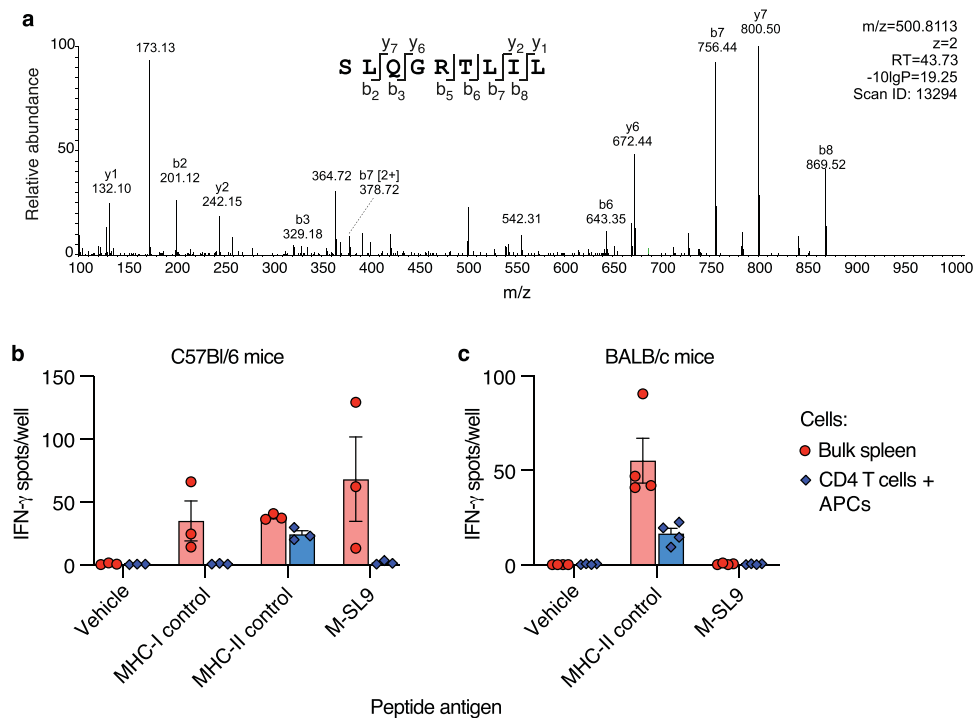 a
Relative abundance
100
50
0
173.13
y1
132.10
b2
201.12
y2
242.15
b3
329.18
364.72
b7 [2+]
378.72
542.31
b6
643.35
y6
672.44
b7
756.44
y7
800.50
b8
869.52
y7 y6 y2 y1
S L Q G R T L I L
b2 b3 b5 b6 b7 b8
m/z=500.8113
z=2
RT=43.73
-10lgP=19.25
Scan ID: 13294
100 150 200 250 300 350 400 450 500 550 600 650 700 750 800 850 900 950 1000
m/z
b
C57Bl/6 mice
IFN-γ spots/well
150
100
50
0
Vehicle
MHC-I control
MHC-II control
M-SL9
c
BALB/c mice
IFN-γ spots/well
100
50
0
Vehicle
MHC-II control
M-SL9
Cells:
Bulk spleen
CD4 T cells +
APCs
Peptide antigen